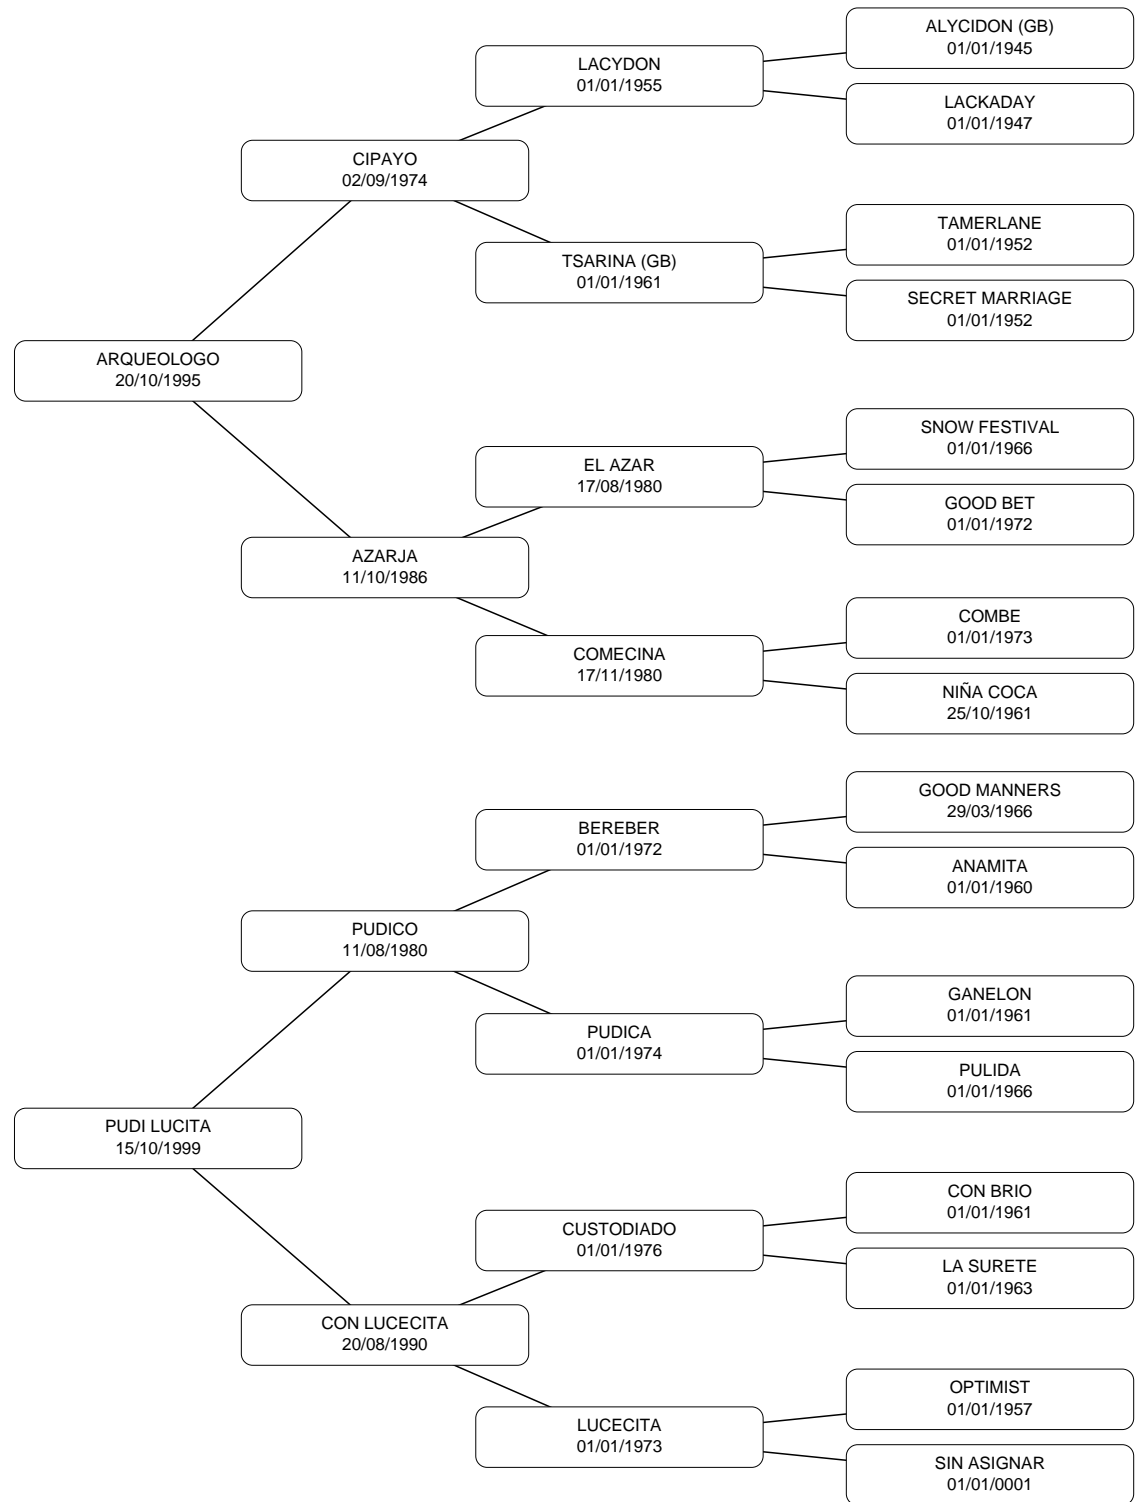 ALYCIDON (GB)
01/01/1945
LACYDON
01/01/1955
LACKADAY
01/01/1947
CIPAYO
02/09/1974
TAMERLANE
01/01/1952
TSARINA (GB)
01/01/1961
SECRET MARRIAGE
01/01/1952
ARQUEOLOGO
20/10/1995
SNOW FESTIVAL
01/01/1966
EL AZAR
17/08/1980
GOOD BET
01/01/1972
AZARJA
11/10/1986
COMBE
01/01/1973
COMECINA
17/11/1980
NIÑA COCA
25/10/1961
GOOD MANNERS
29/03/1966
BEREBER
01/01/1972
ANAMITA
01/01/1960
PUDICO
11/08/1980
GANELON
01/01/1961
PUDICA
01/01/1974
PULIDA
01/01/1966
PUDI LUCITA
15/10/1999
CON BRIO
01/01/1961
CUSTODIADO
01/01/1976
LA SURETE
01/01/1963
CON LUCECITA
20/08/1990
OPTIMIST
01/01/1957
LUCECITA
01/01/1973
SIN ASIGNAR
01/01/0001